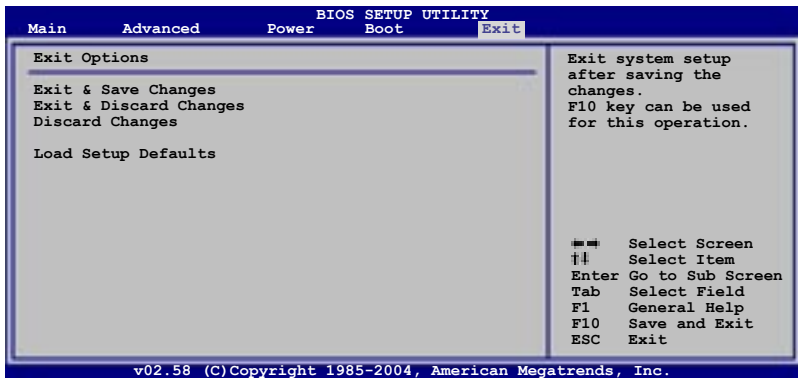 BIOS SETUP UTILITY
Main Advanced Power Boot Exit
Exit Options
Exit & Save Changes
Exit & Discard Changes
Discard Changes
Load Setup Defaults
Exit system setup
after saving the
changes.
F10 key can be used
for this operation.
Select Screen
Select Item
Enter Go to Sub Screen
Tab Select Field
F1 General Help
F10 Save and Exit
ESC Exit
v02.58 (C)Copyright 1985-2004, American Megatrends, Inc.